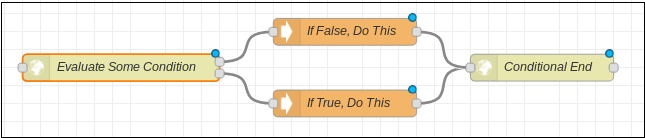 If False, Do This
Evaluate Some Condition
Conditional End
If True, Do This